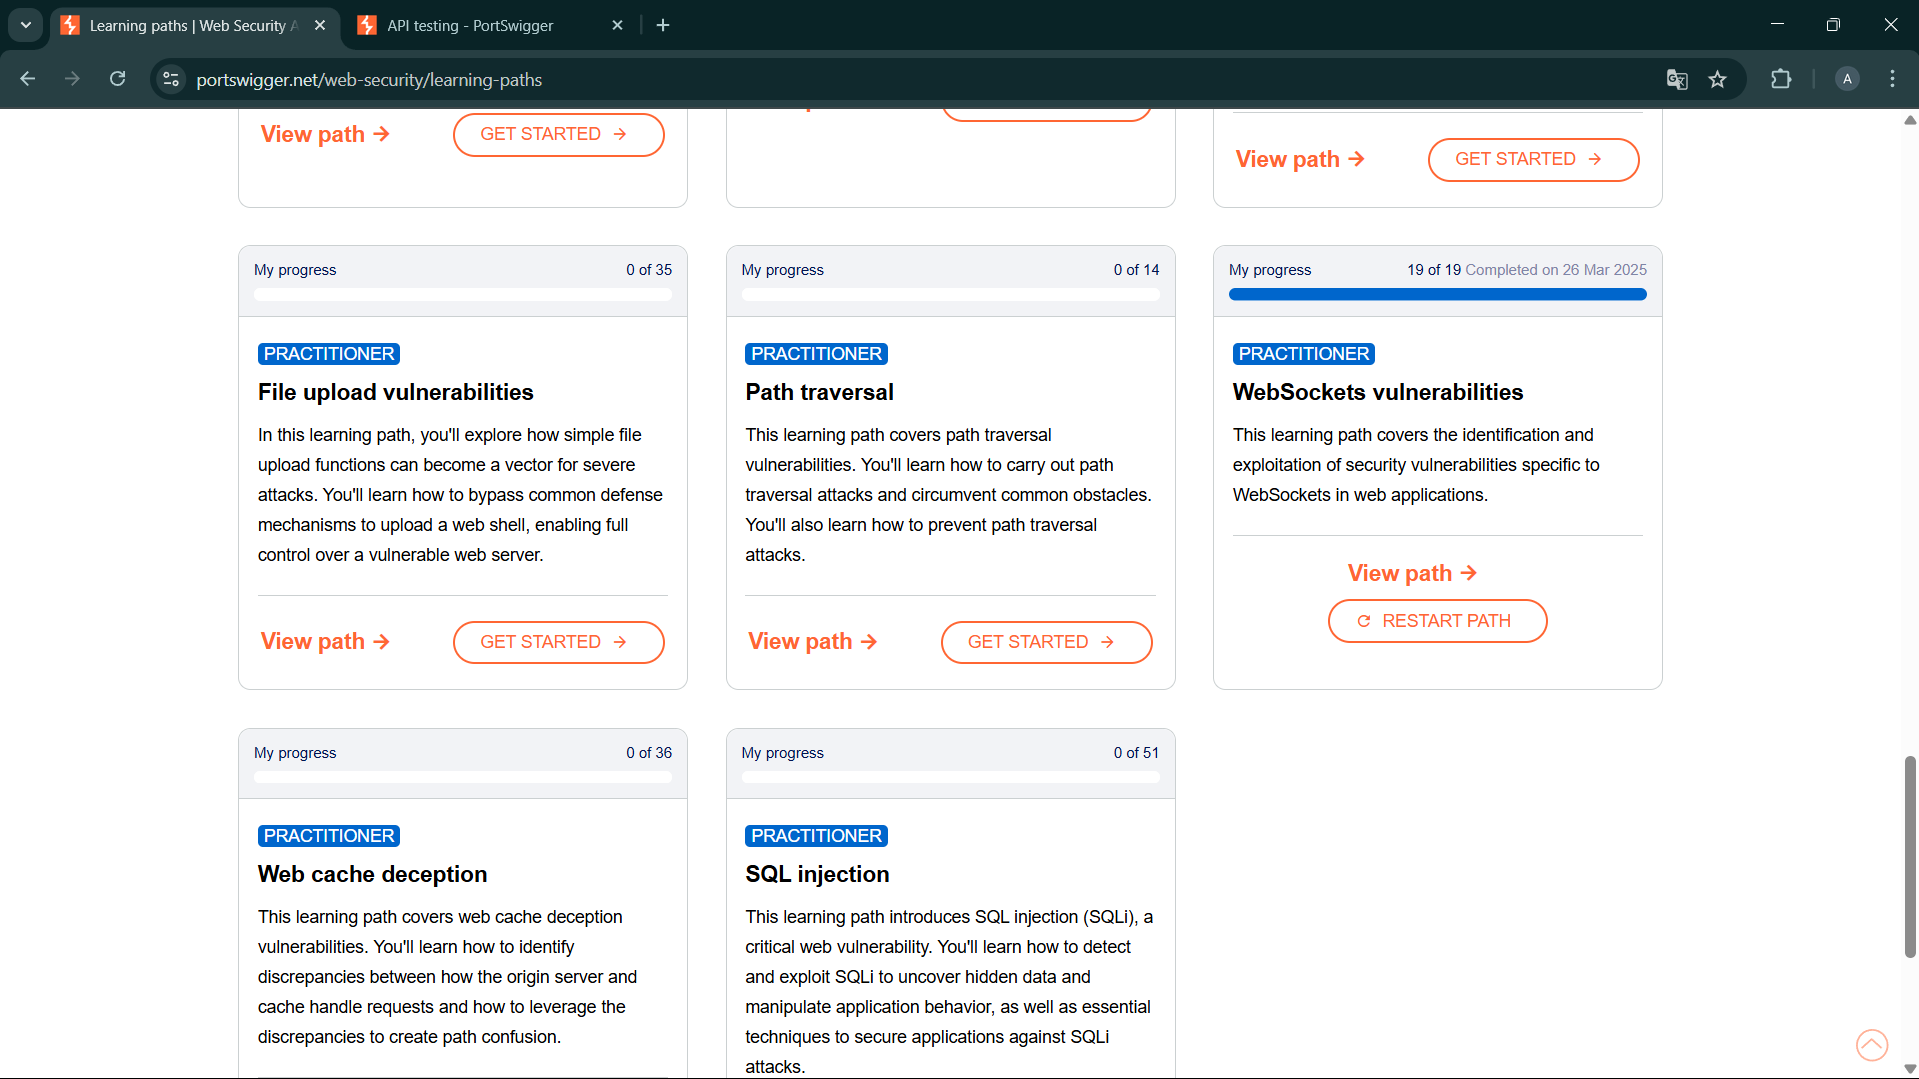 Learning paths | Web Security A
API testing - PortSwigger
portswigger.net/web-security/learning-paths
A
View path →
GET STARTED →
View path →
GET STARTED →
My progress
0 of 35
PRACTITIONER
File upload vulnerabilities
In this learning path, you'll explore how simple file
upload functions can become a vector for severe
attacks. You'll learn how to bypass common defense
mechanisms to upload a web shell, enabling full
control over a vulnerable web server.
View path →
GET STARTED →
My progress
0 of 14
PRACTITIONER
Path traversal
This learning path covers path traversal
vulnerabilities. You'll learn how to carry out path
traversal attacks and circumvent common obstacles.
You'll also learn how to prevent path traversal
attacks.
View path →
GET STARTED →
My progress
19 of 19 Completed on 26 Mar 2025
PRACTITIONER
WebSockets vulnerabilities
This learning path covers the identification and
exploitation of security vulnerabilities specific to
WebSockets in web applications.
View path →
RESTART PATH
My progress
0 of 36
PRACTITIONER
Web cache deception
This learning path covers web cache deception
vulnerabilities. You'll learn how to identify
discrepancies between how the origin server and
cache handle requests and how to leverage the
discrepancies to create path confusion.
My progress
0 of 51
PRACTITIONER
SQL injection
This learning path introduces SQL injection (SQLi), a
critical web vulnerability. You'll learn how to detect
and exploit SQLi to uncover hidden data and
manipulate application behavior, as well as essential
techniques to secure applications against SQLi
attacks.